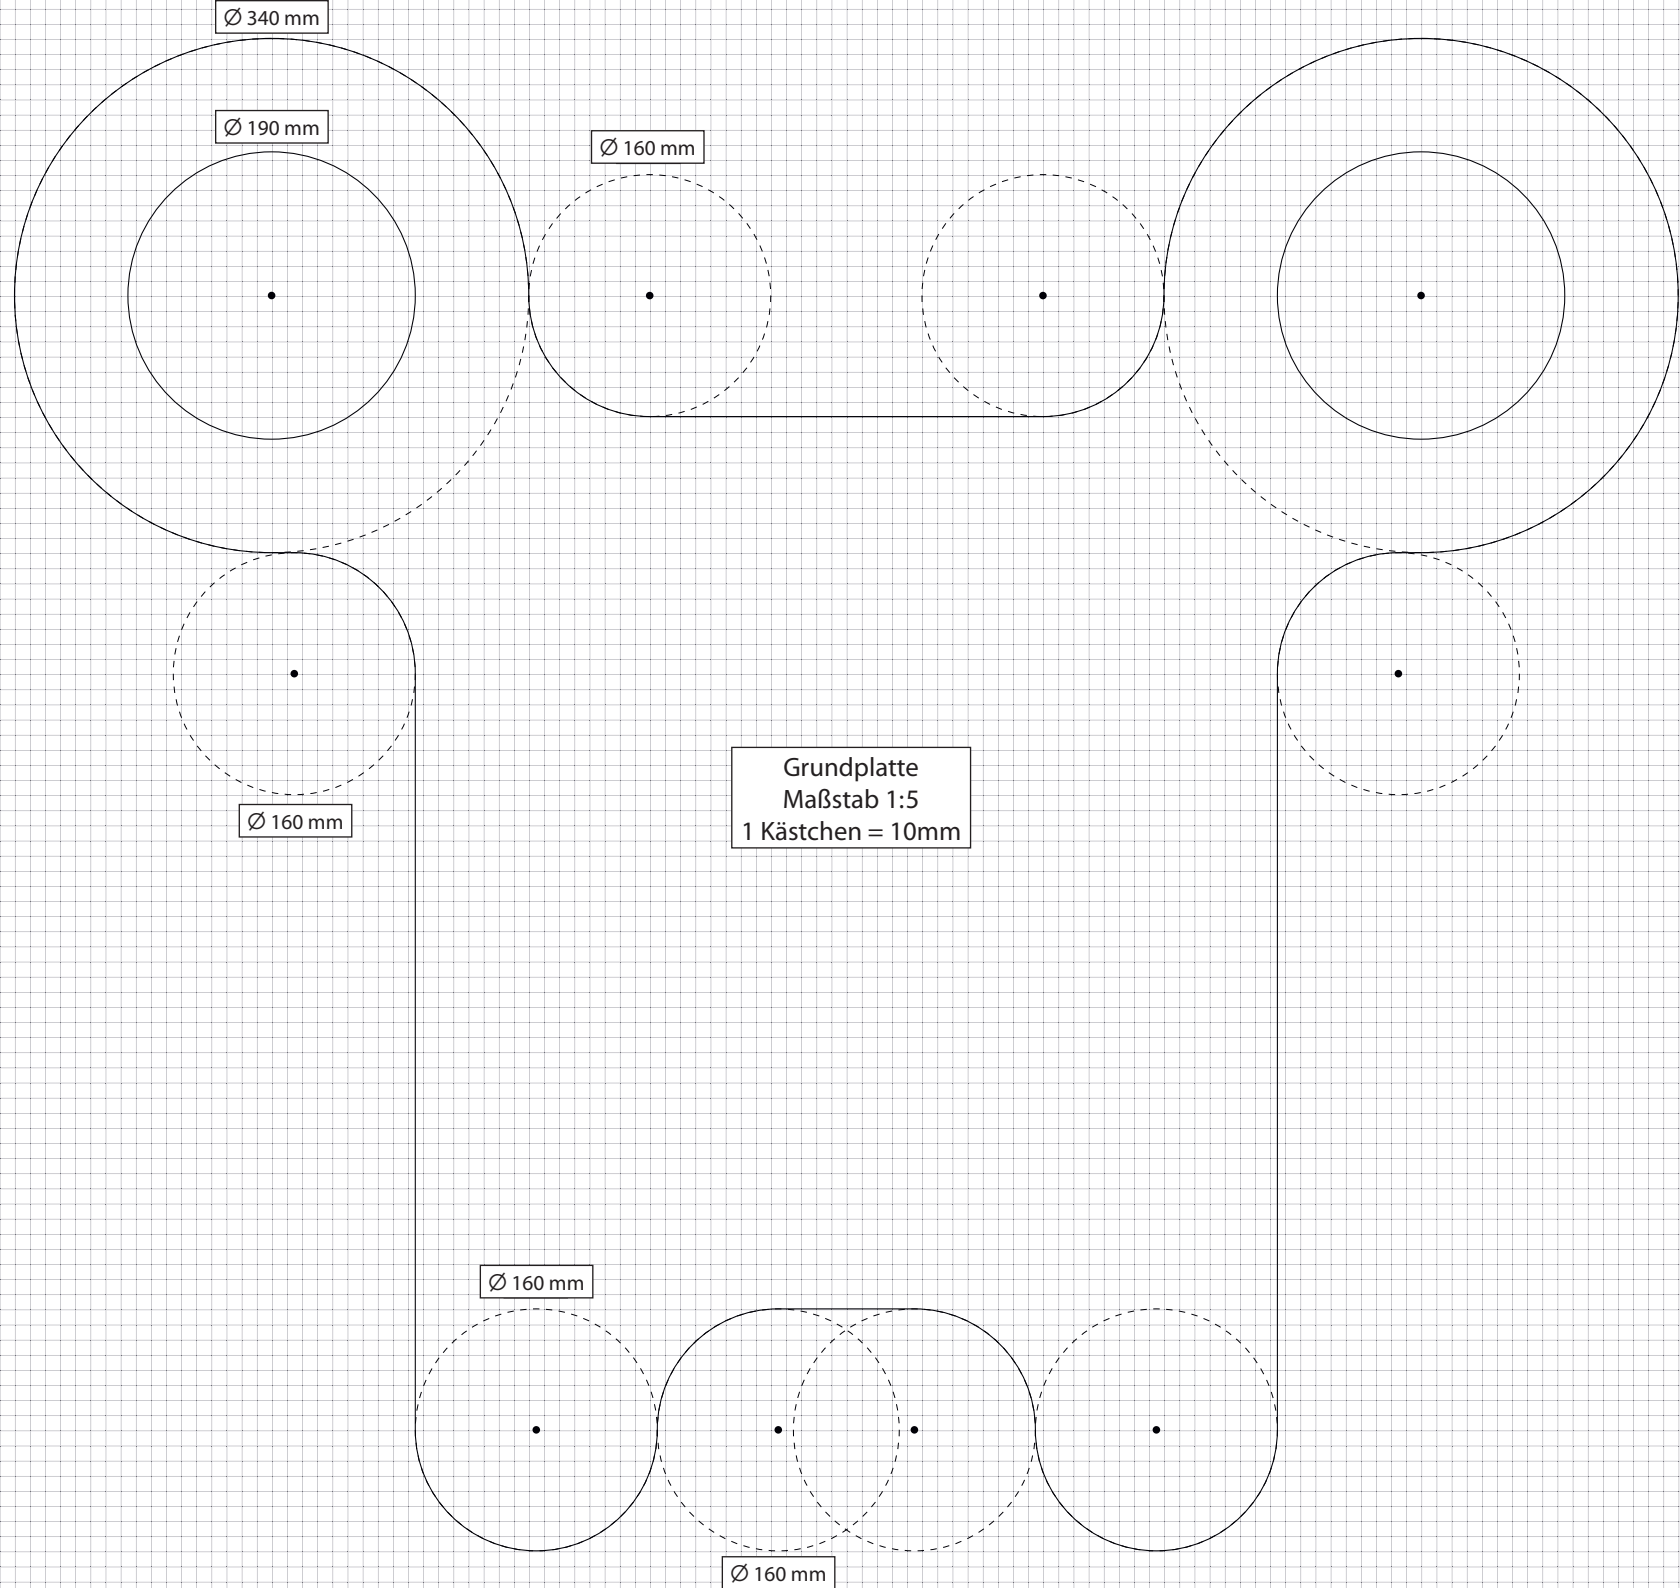 Ø 340 mm
Ø 190 mm
Ø 160 mm
Grundplatte
Maßstab 1:5
1 Kästchen = 10mm
Ø 160 mm
Ø 160 mm
Ø 160 mm